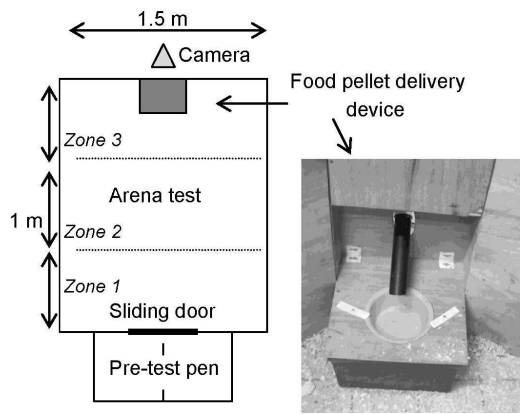 1.5 m
Camera
Food pellet delivery
device
Zone 3
Arena test
1 m
Zone 2
Zone 1
Sliding door
Pre-test pen